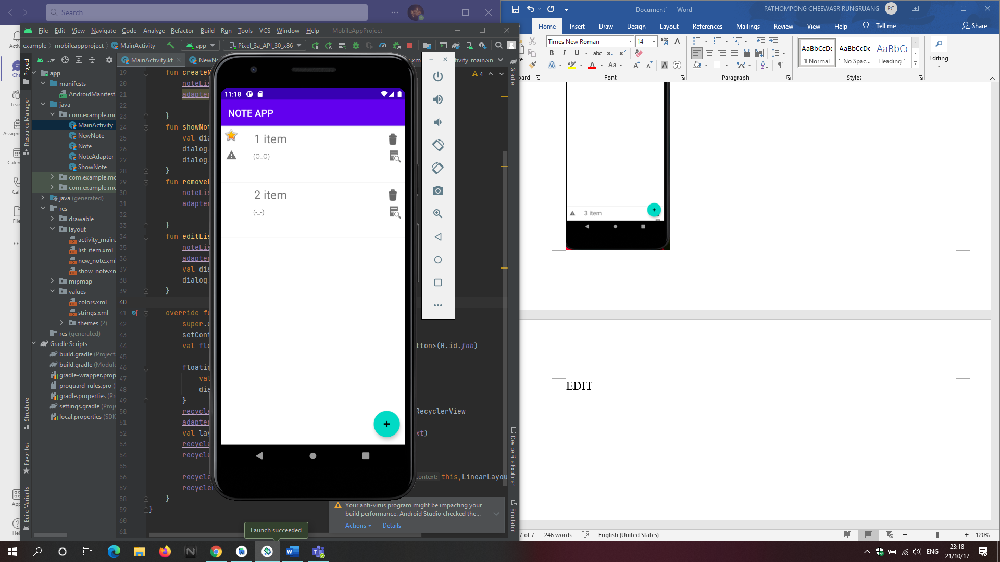 Search
Document1 - Word
PATHOMPONG CHEEWASRIRUNGRUANG
PC
File Edit View Navigate Code Analyze Refactor Build Run Tools VCS Window Help MobileAppProject
Home Insert Draw Design Layout References Mailings Review View Help Tell me Share
example mobileappproject MainActivity app Pixel_3a_API_30_x86
Times New Roman 14
AaBbCcDc AaBbCcDc AaBbCc
¶ Normal ¶ No Spac... Heading 1
Editing
Font Paragraph Styles
MainActivity.kt
Project
Resource Manager
Structure
Favorites
Build Variants
Gradle
Device File Explorer
Emulator
app
manifests
AndroidManifest.
java
com.example.mo
MainActivity
NewNote
Note
NoteAdapter
ShowNote
com.example.mo
com.example.mo
java (generated)
res
drawable
layout
activity_main.
list_item.xml
new_note.xml
show_note.xm
mipmap
values
colors.xml
strings.xml
themes (2)
res (generated)
Gradle Scripts
build.gradle (Project:
build.gradle (Module
gradle-wrapper.prop
proguard-rules.pro
gradle.properties (Pr
settings.gradle (Proje
local.properties (SDK
4
19 fun createN
20 noteLis
21 adapter
22
23 }
24 fun showNot
25 val dia
26 dialog.
27 dialog.
28 }
29 fun removeL
30 noteLis
31 adapter
32
33 }
34 fun editLis
35 noteLis
36 adapter
37 val dia
38 dialog.
39 }
40
41 override fu
42 super.o
43 setCont
44 val flo tton>(R.id.fab)
45
46 floatin
47 val
48 dia
49 }
50 recycle RecyclerView
51 adapter
52 val lay xt)
53 recycle
54 recycle
55
56 recycle context: this,LinearLayou
57 recycler
58 }
59 }
60
61
11:18
NOTE APP
1 item
(0_0)
2 item
(-_-)
+
3 item
+
EDIT
Your anti-virus program might be impacting your
build performance. Android Studio checked the...
Actions Details
Launch succeeded
7 of 7 246 words English (United States) 120%
ENG
23:18
21/10/17